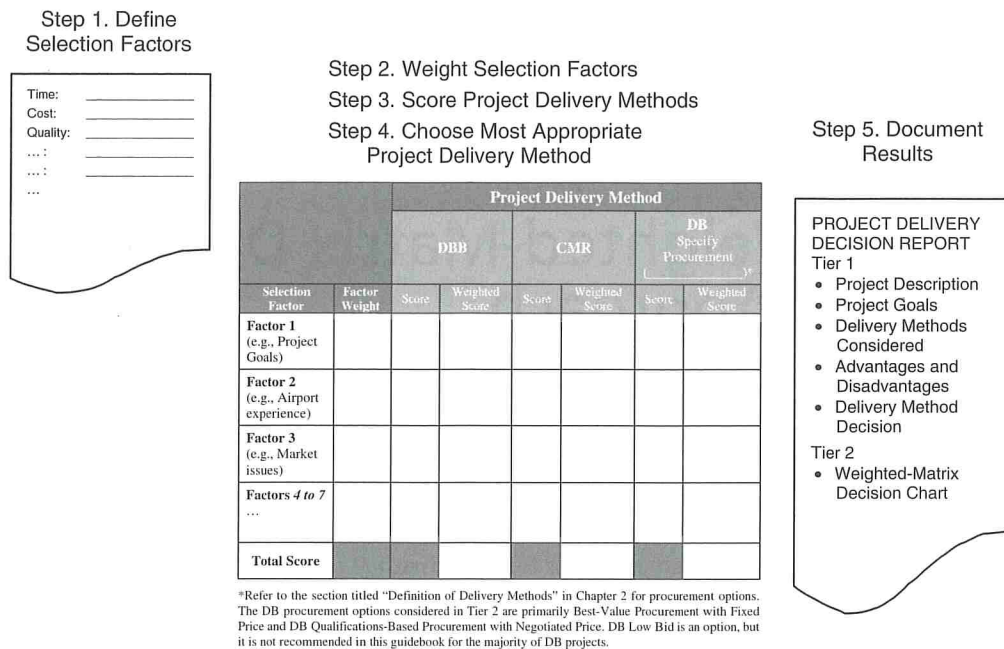 Step 1. Define
Selection Factors
Time:
Cost:
Quality:
... :
... :
...
Step 2. Weight Selection Factors
Step 3. Score Project Delivery Methods
Step 4. Choose Most Appropriate
Project Delivery Method
Project Delivery Method
DBB
CMR
DB
Specify
Procurement
( )*
Selection
Factor
Factor
Weight
Score
Weighted
Score
Score
Weighted
Score
Score
Weighted
Score
Factor 1
(e.g., Project
Goals)
Factor 2
(e.g., Airport
experience)
Factor 3
(e.g., Market
issues)
Factors 4 to 7
...
Total Score
*Refer to the section titled “Definition of Delivery Methods” in Chapter 2 for procurement options.
The DB procurement options considered in Tier 2 are primarily Best-Value Procurement with Fixed
Price and DB Qualifications-Based Procurement with Negotiated Price. DB Low Bid is an option, but
it is not recommended in this guidebook for the majority of DB projects.
Step 5. Document
Results
PROJECT DELIVERY
DECISION REPORT
Tier 1
• Project Description
• Project Goals
• Delivery Methods
Considered
• Advantages and
Disadvantages
• Delivery Method
Decision
Tier 2
• Weighted-Matrix
Decision Chart